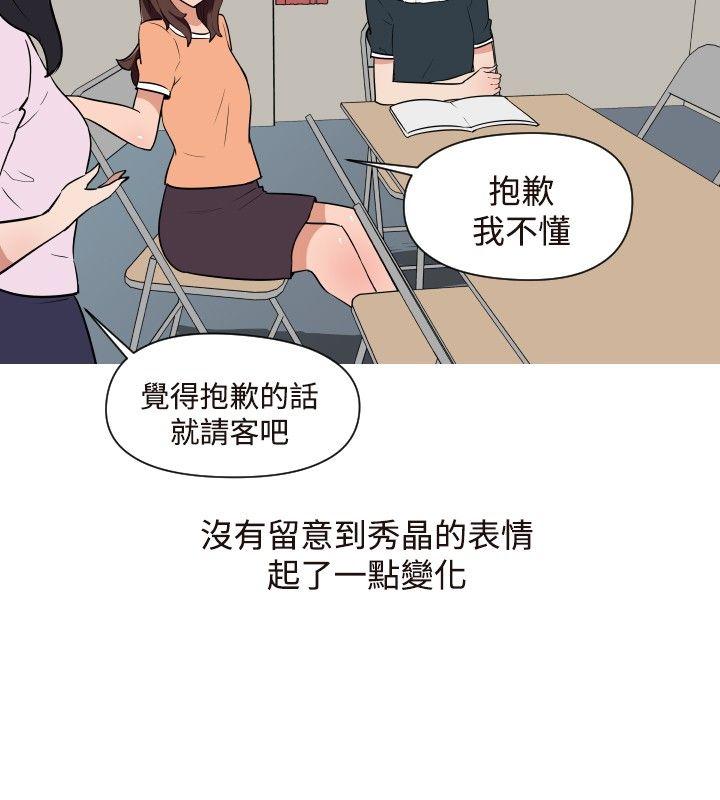 抱歉
我不懂
覺得抱歉的話
就請客吧
沒有留意到秀晶的表情
起了一點變化